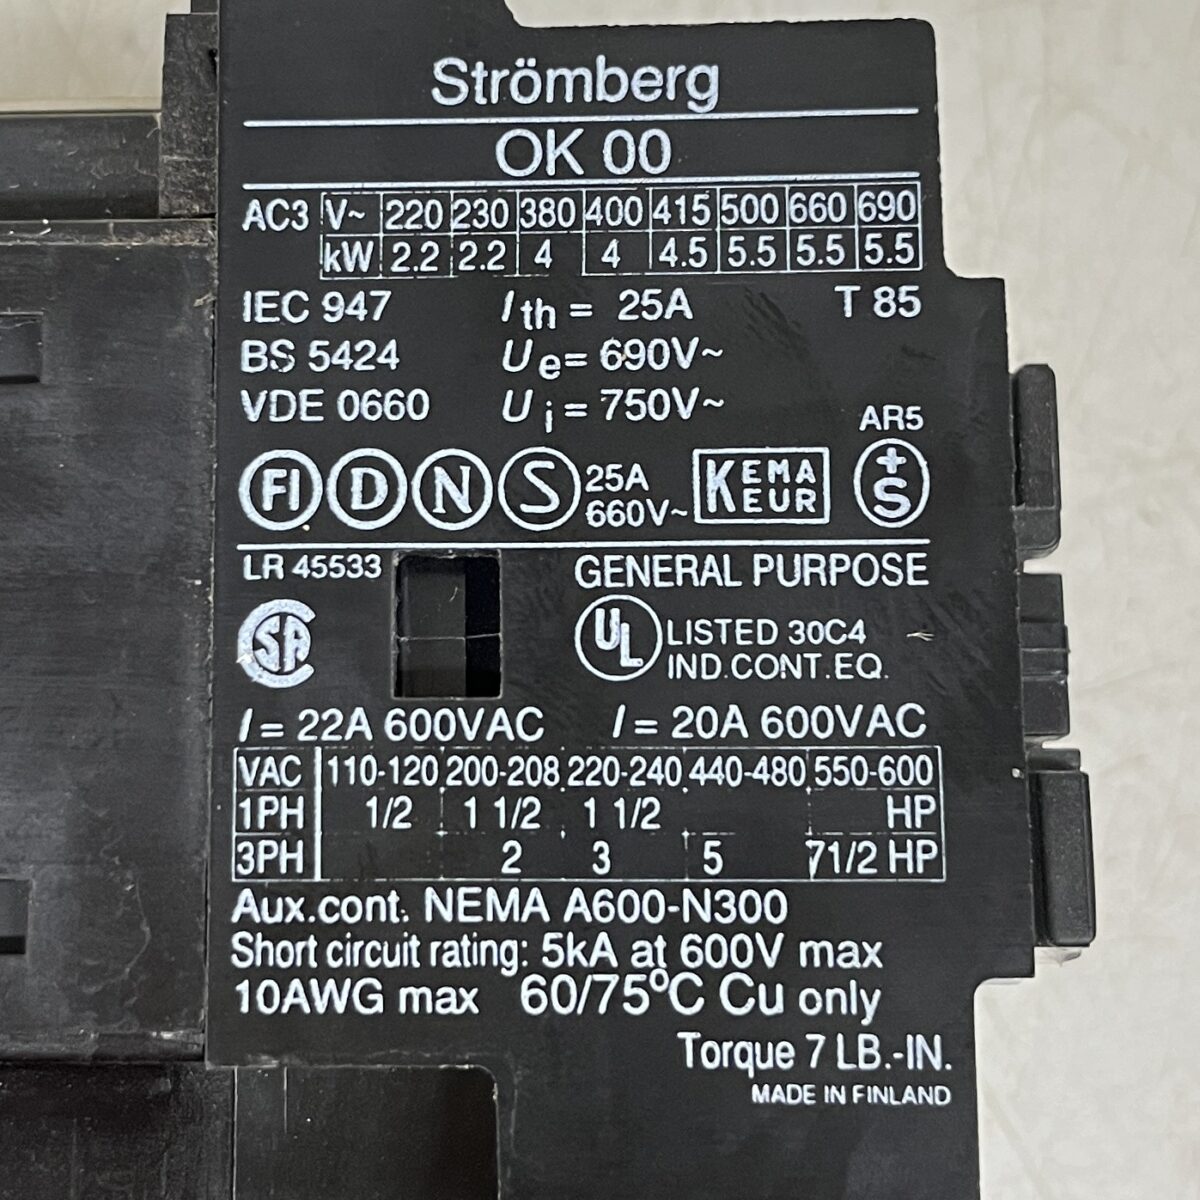 Strömberg
OK 00
AC3 V~ 220 230 380 400 415 500 660 690
kW 2.2 2.2 4 4 4.5 5.5 5.5 5.5
IEC 947 Ith = 25A T 85
BS 5424 Ue= 690V~
VDE 0660 Ui = 750V~
AR5
FI D N S 25A 660V~ KEMA KEUR +S
LR 45533 GENERAL PURPOSE
CSA UL LISTED 30C4
IND.CONT.EQ.
I = 22A 600VAC I = 20A 600VAC
VAC 110-120 200-208 220-240 440-480 550-600
1PH 1/2 1 1/2 1 1/2 HP
3PH 2 3 5 71/2 HP
Aux.cont. NEMA A600-N300
Short circuit rating: 5kA at 600V max
10AWG max 60/75°C Cu only
Torque 7 LB.-IN.
MADE IN FINLAND